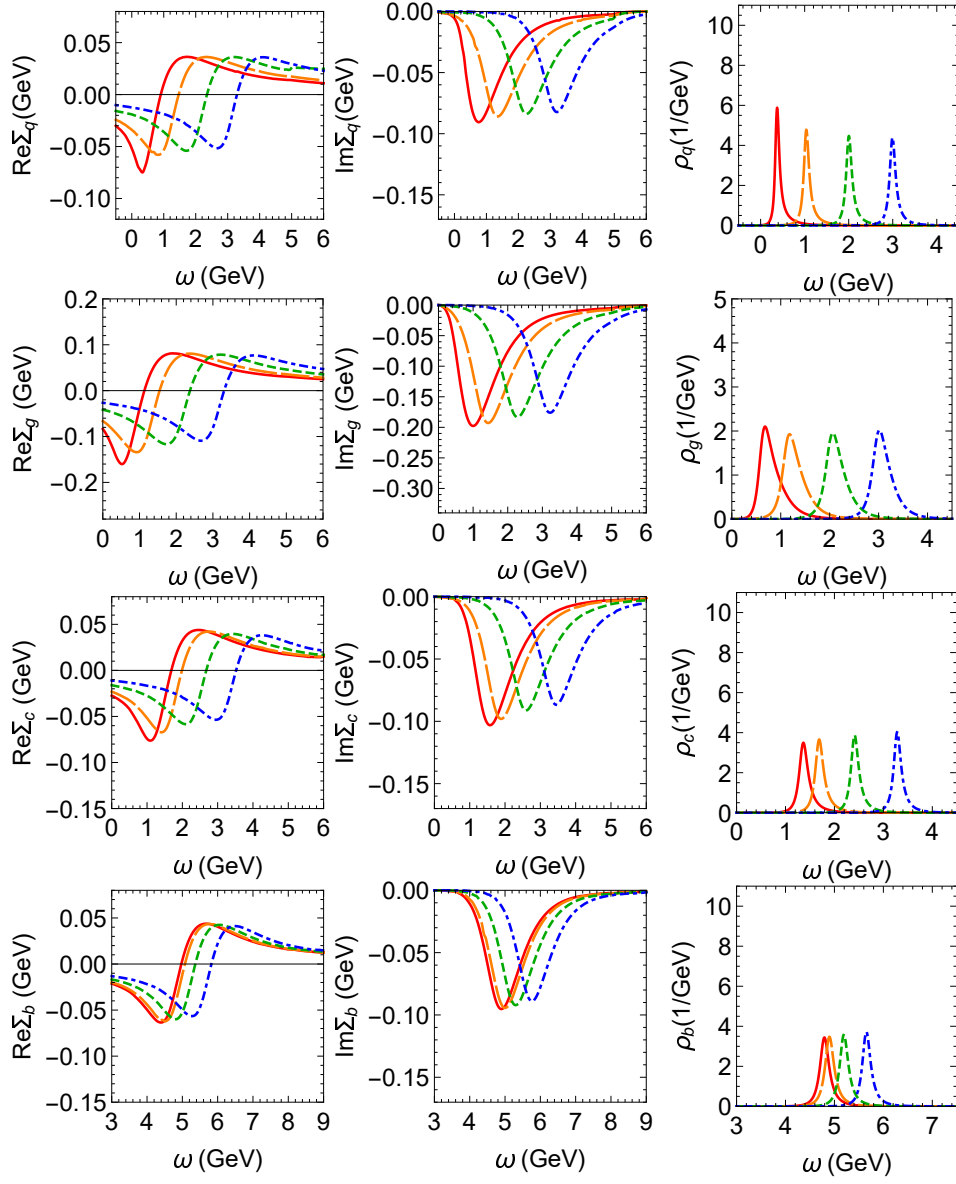 ReΣq(GeV)
0.05
0.00
−0.05
−0.10
0 1 2 3 4 5 6
ω (GeV)
ImΣq(GeV)
0.00
−0.05
−0.10
−0.15
0 1 2 3 4 5 6
ω (GeV)
ρq(1/GeV)
10
8
6
4
2
0
0 1 2 3 4
ω (GeV)
ReΣg (GeV)
0.2
0.1
0.0
−0.1
−0.2
0 1 2 3 4 5 6
ω (GeV)
ImΣg (GeV)
0.00
−0.05
−0.10
−0.15
−0.20
−0.30
0 1 2 3 4 5 6
ω (GeV)
ρg(1/GeV)
5
4
3
2
1
0
0 1 2 3 4
ω (GeV)
ReΣc (GeV)
0.05
0.00
−0.05
−0.10
−0.15
0 1 2 3 4 5 6
ω (GeV)
ImΣc (GeV)
0.00
−0.05
−0.10
−0.15
0 1 2 3 4 5 6
ω (GeV)
ρc(1/GeV)
10
8
6
4
2
0
0 1 2 3 4
ω (GeV)
ReΣb (GeV)
0.05
0.00
−0.05
−0.10
−0.15
3 4 5 6 7 8 9
ω (GeV)
ImΣb (GeV)
0.00
−0.05
−0.10
−0.15
3 4 5 6 7 8 9
ω (GeV)
ρb(1/GeV)
10
8
6
4
2
0
3 4 5 6 7
ω (GeV)